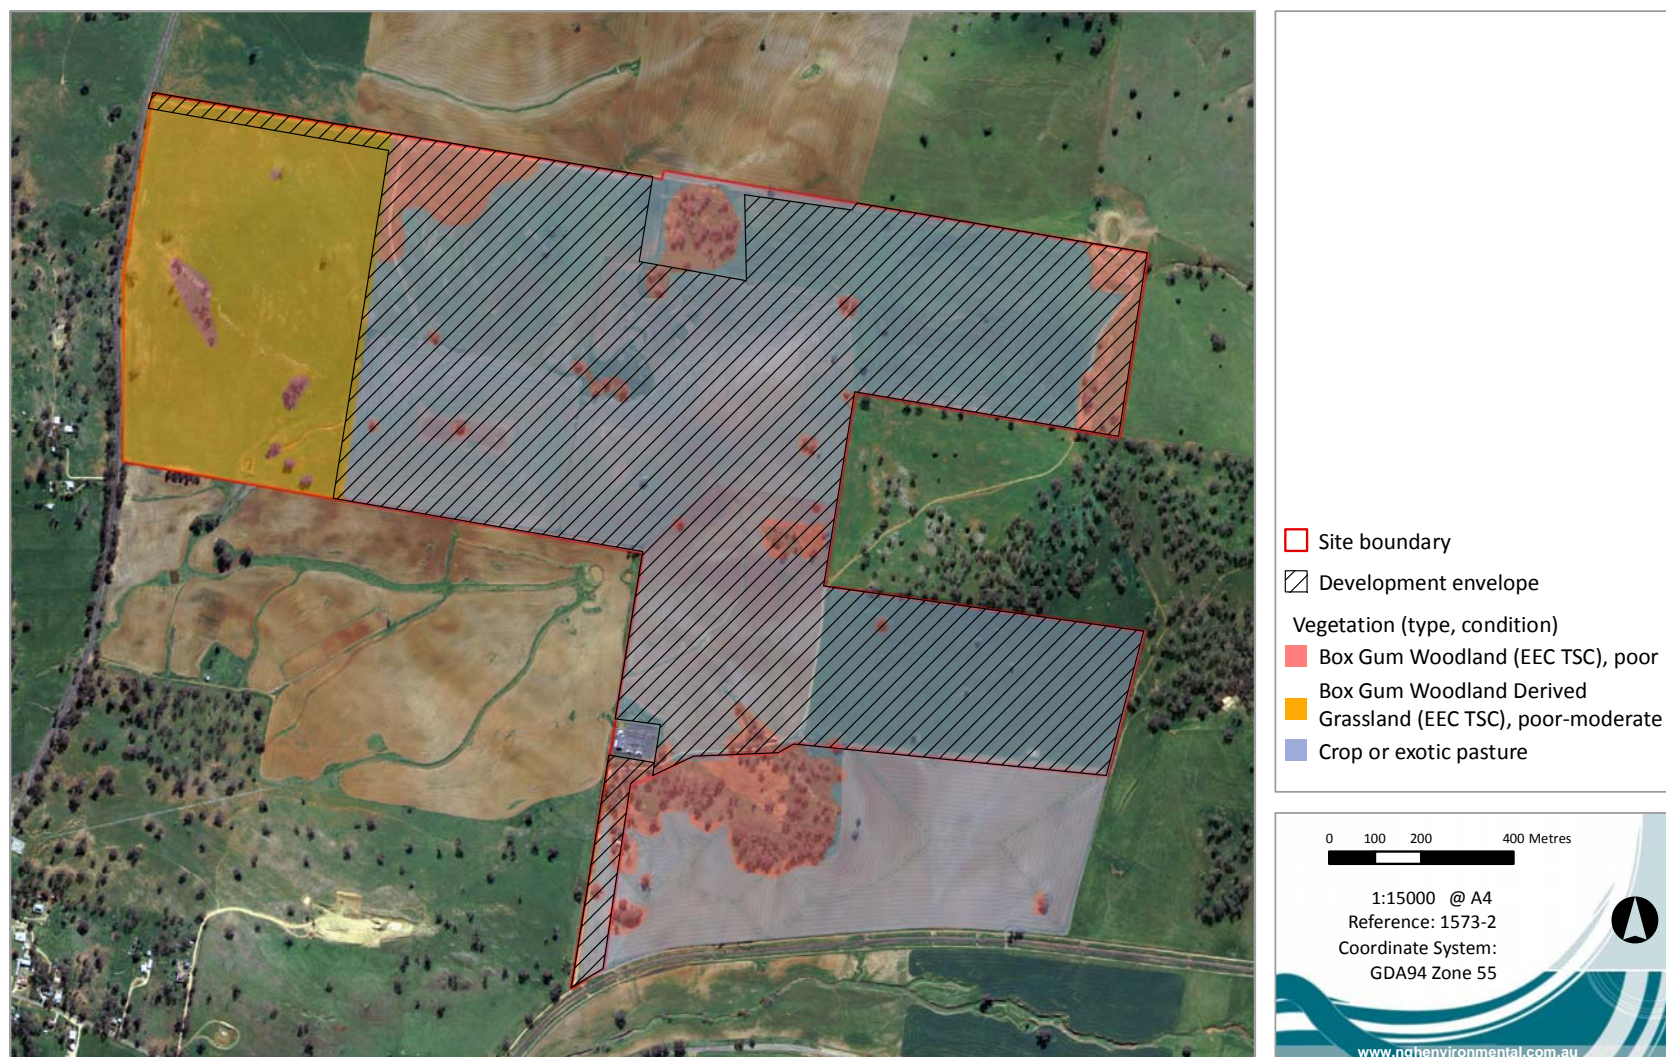 Site boundary
Development envelope
Vegetation (type, condition)
Box Gum Woodland (EEC TSC), poor
Box Gum Woodland Derived
Grassland (EEC TSC), poor-moderate
Crop or exotic pasture
0 100 200 400 Metres
1:15000 @ A4
Reference: 1573-2
Coordinate System:
GDA94 Zone 55
www.nghenvironmental.com.au